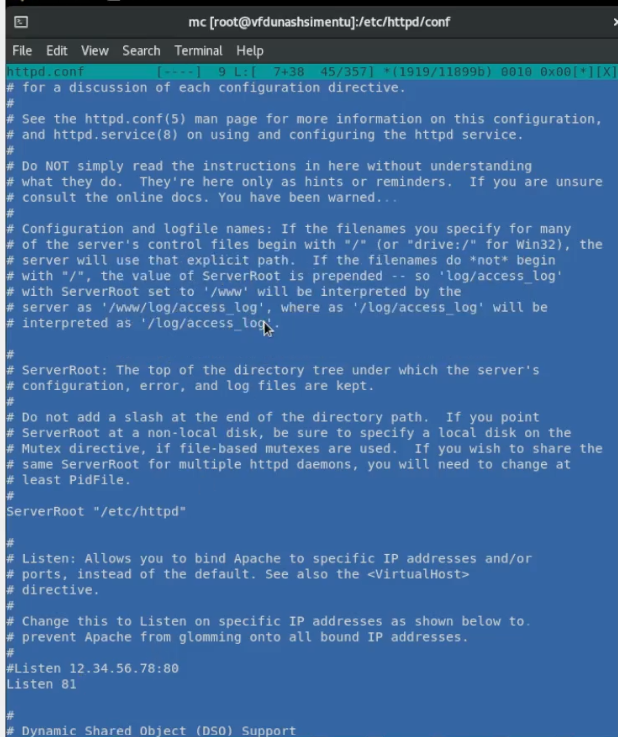 mc [root@vfdunashsimentu]:/etc/httpd/conf
File Edit View Search Terminal Help
httpd.conf [----] 9 L:[ 7+38 45/357] *(1919/11899b) 0010 0x00[*][X]
# for a discussion of each configuration directive.
#
# See the httpd.conf(5) man page for more information on this configuration,
# and httpd.service(8) on using and configuring the httpd service.
#
# Do NOT simply read the instructions in here without understanding
# what they do.  They're here only as hints or reminders.  If you are unsure
# consult the online docs. You have been warned...
#
# Configuration and logfile names: If the filenames you specify for many
# of the server's control files begin with "/" (or "drive:/" for Win32), the
# server will use that explicit path.  If the filenames do *not* begin
# with "/", the value of ServerRoot is prepended -- so 'log/access_log'
# with ServerRoot set to '/www' will be interpreted by the
# server as '/www/log/access_log', where as '/log/access_log' will be
# interpreted as '/log/access_log'.
#
# ServerRoot: The top of the directory tree under which the server's
# configuration, error, and log files are kept.
#
# Do not add a slash at the end of the directory path.  If you point
# ServerRoot at a non-local disk, be sure to specify a local disk on the
# Mutex directive, if file-based mutexes are used.  If you wish to share the
# same ServerRoot for multiple httpd daemons, you will need to change at
# least PidFile.
#
ServerRoot "/etc/httpd"
#
# Listen: Allows you to bind Apache to specific IP addresses and/or
# ports, instead of the default. See also the <VirtualHost>
# directive.
#
# Change this to Listen on specific IP addresses as shown below to.
# prevent Apache from glomming onto all bound IP addresses.
#
#Listen 12.34.56.78:80
Listen 81
#
# Dynamic Shared Object (DSO) Support